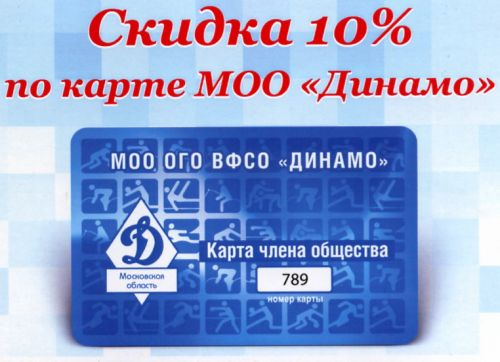 Скидка 10%
по карте МОО «Динамо»
МОО ОГО ВФСО «ДИНАМО»
Д
Московская
область
Карта члена общества
789
номер карты